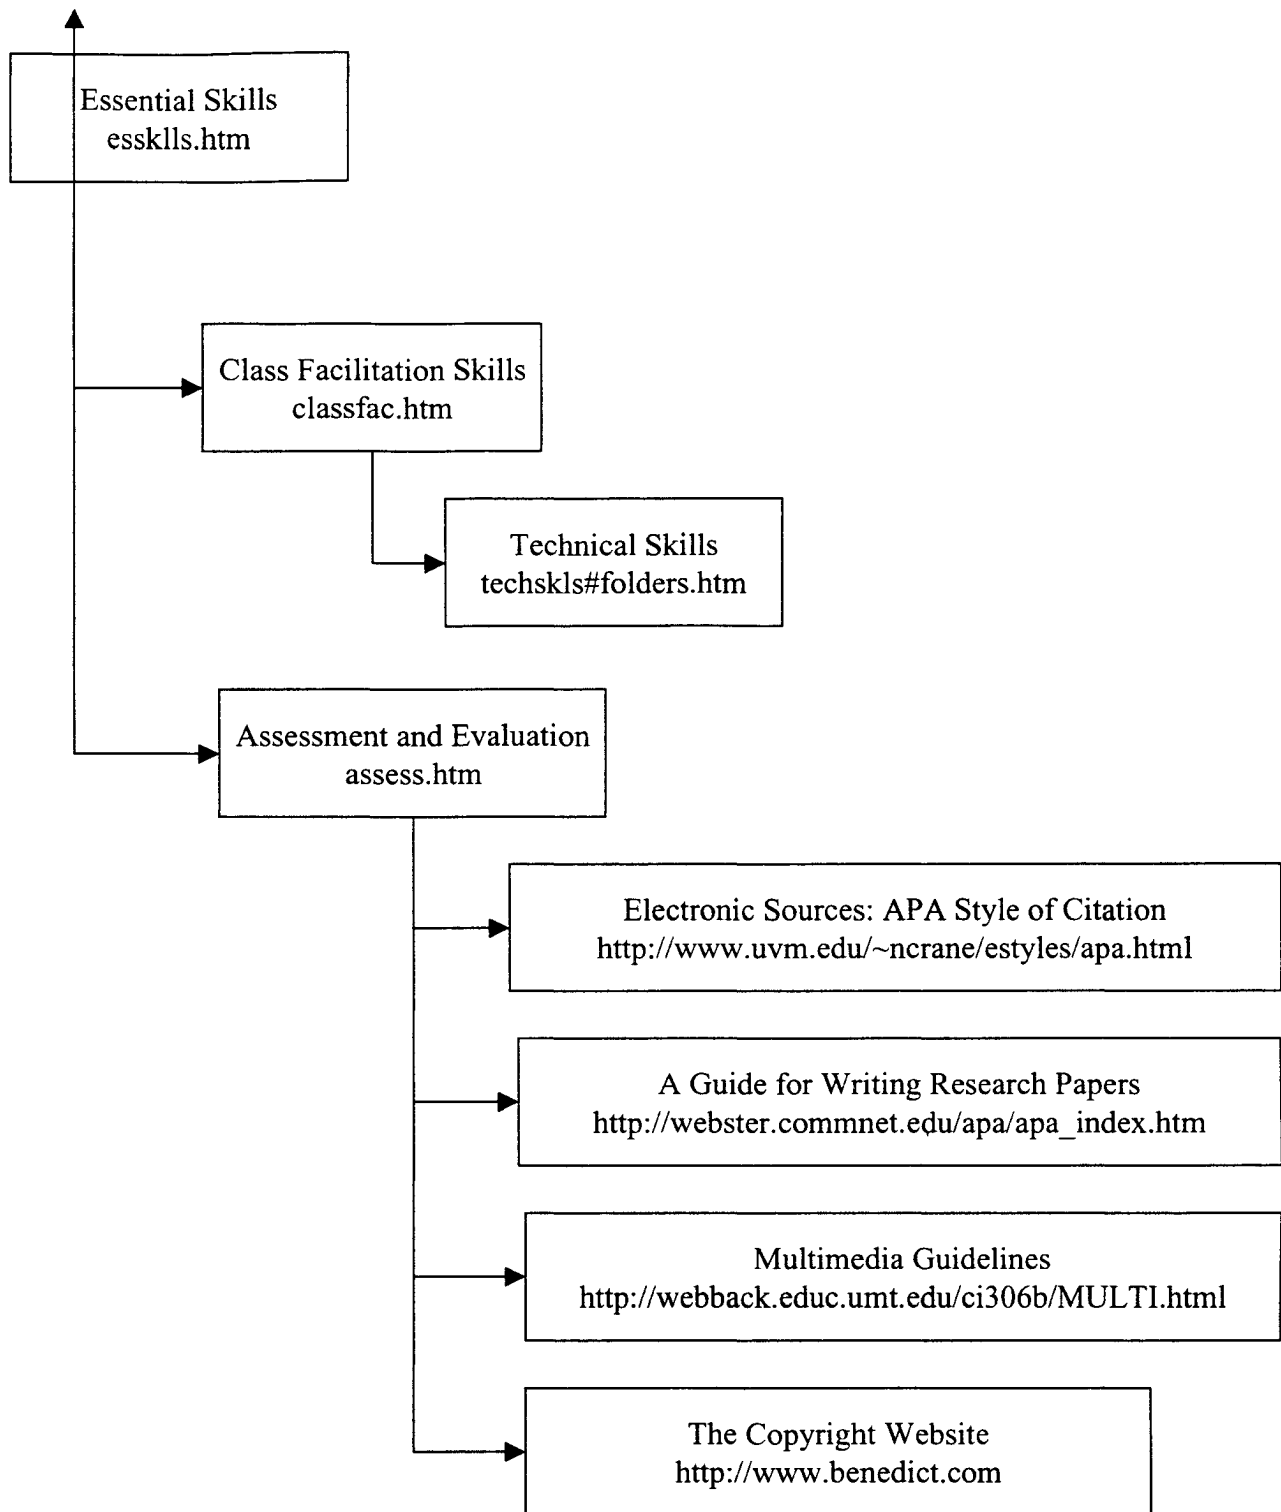 Essential Skills
essklls.htm
Class Facilitation Skills
classfac.htm
Technical Skills
techskls#folders.htm
Assessment and Evaluation
assess.htm
Electronic Sources: APA Style of Citation
http://www.uvm.edu/~ncrane/estyles/apa.html
A Guide for Writing Research Papers
http://webster.commnet.edu/apa/apa_index.htm
Multimedia Guidelines
http://webback.educ.umt.edu/ci306b/MULTI.html
The Copyright Website
http://www.benedict.com